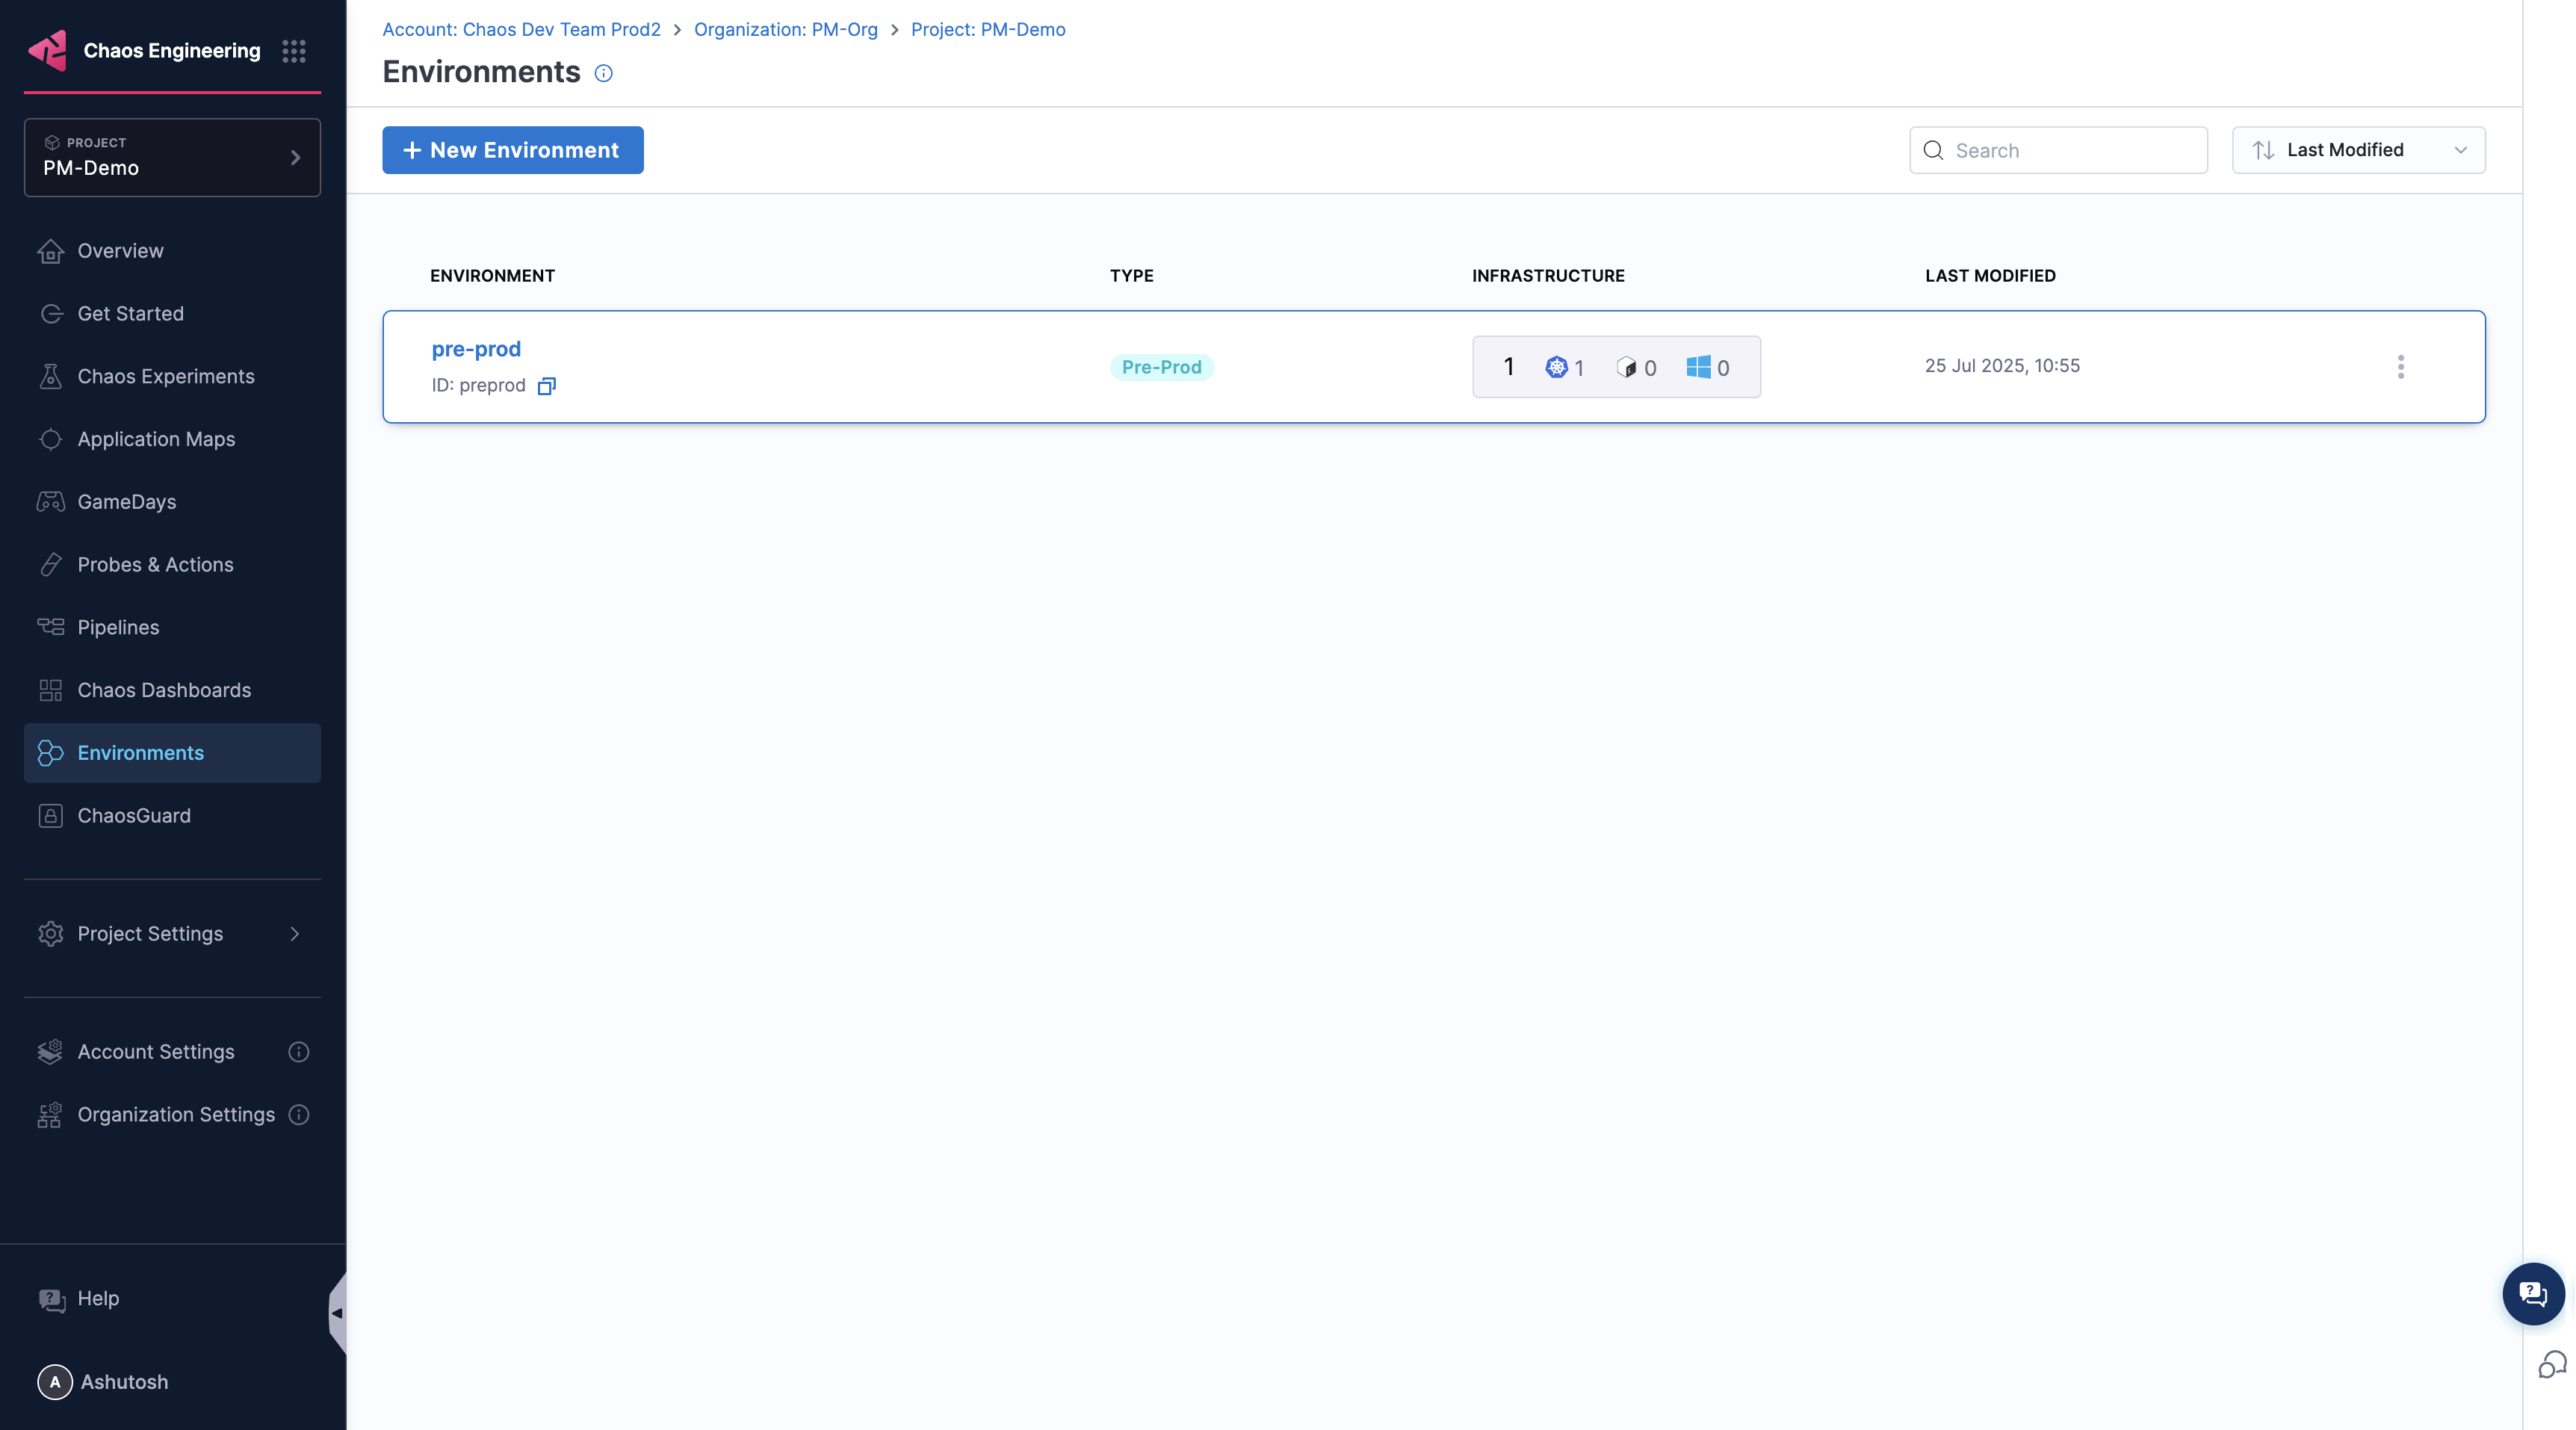 Chaos Engineering
PROJECT
PM-Demo
Overview
Get Started
Chaos Experiments
Application Maps
GameDays
Probes & Actions
Pipelines
Chaos Dashboards
Environments
ChaosGuard
Project Settings
Account Settings
Organization Settings
Help
A Ashutosh
Account: Chaos Dev Team Prod2 > Organization: PM-Org > Project: PM-Demo
Environments
+ New Environment
Search
Last Modified
ENVIRONMENT TYPE INFRASTRUCTURE LAST MODIFIED
pre-prod
ID: preprod
Pre-Prod
1 1 0 0
25 Jul 2025, 10:55